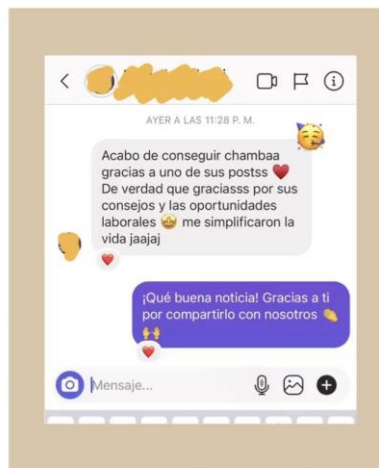 AYER A LAS 11:28 P. M.
Acabo de conseguir chambaa
gracias a uno de sus postss ❤️
De verdad que graciasss por sus
consejos y las oportunidades
laborales 🤩 me simplificaron la
vida jaajaj
¡Qué buena noticia! Gracias a ti
por compartirlo con nosotros 👏
🙌
Mensaje...